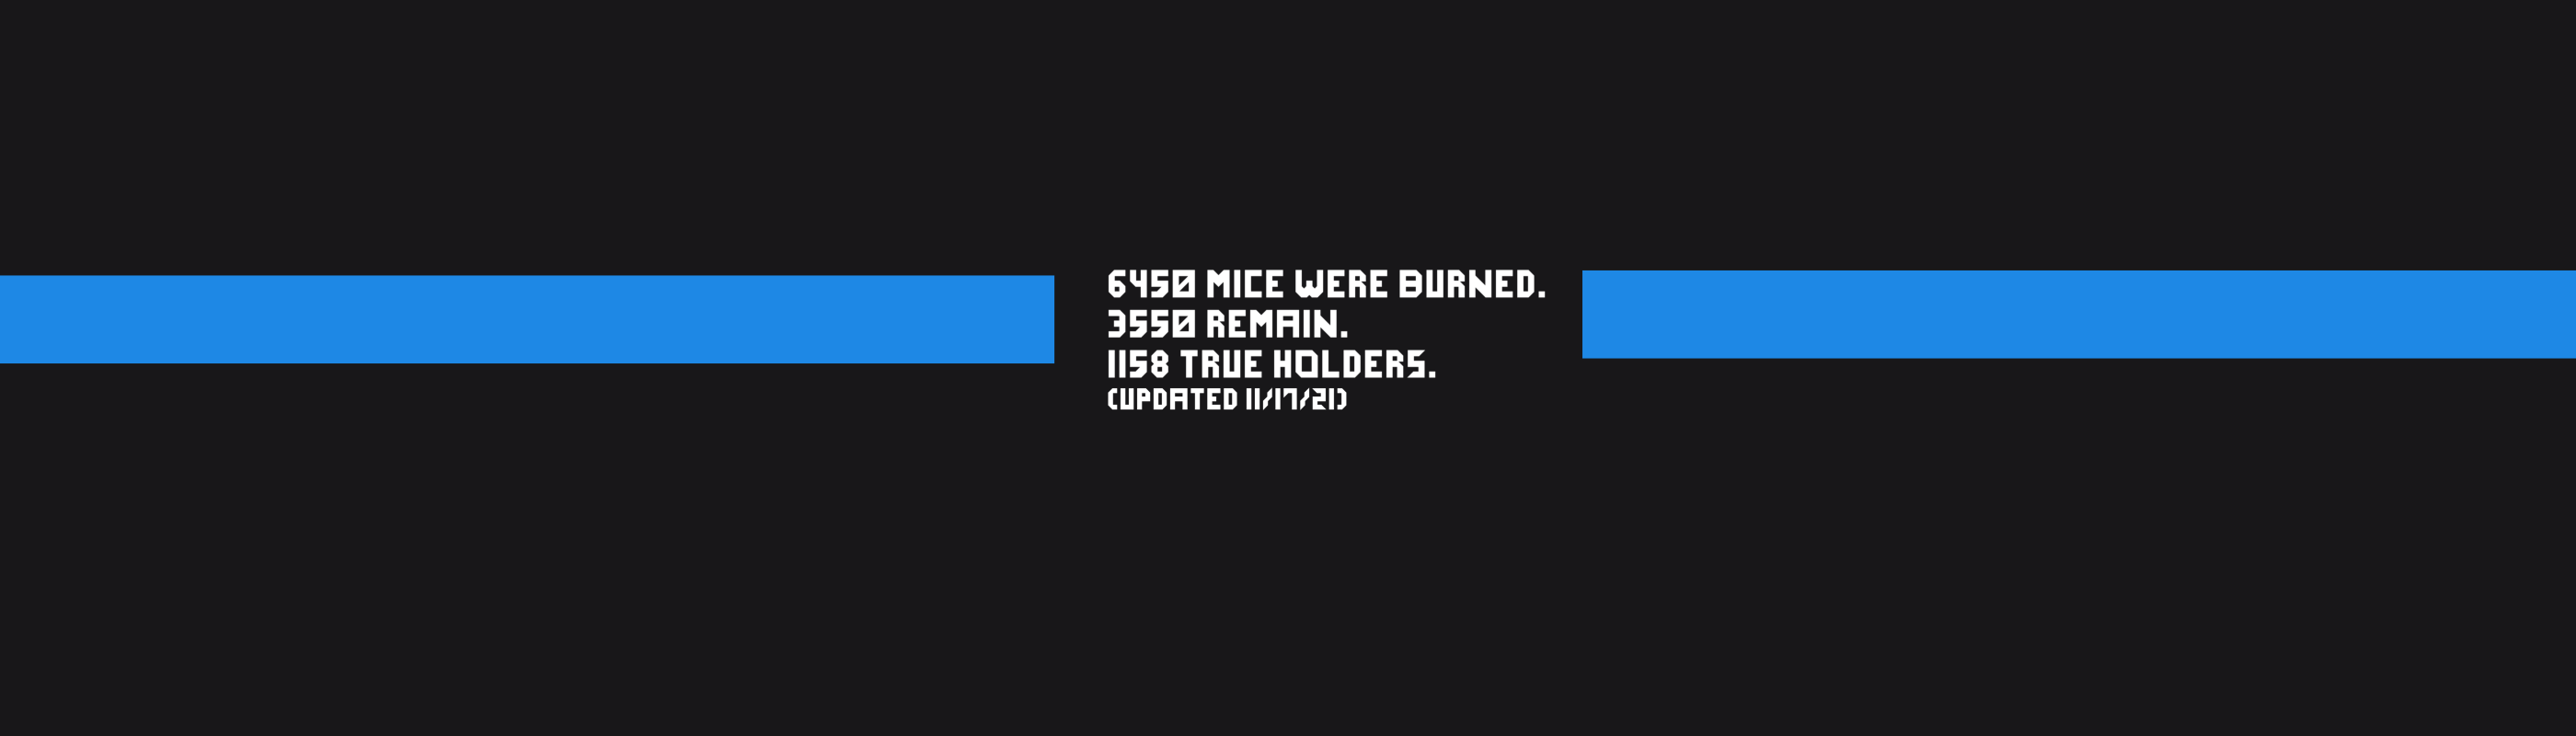 6450 MICE WERE BURNED.
3550 REMAIN.
1158 TRUE HOLDERS.
(UPDATED 11/17/21)